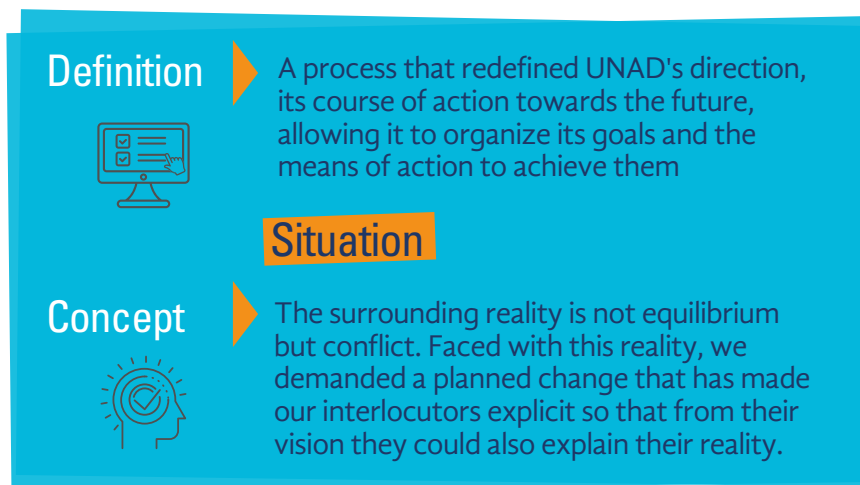 Definition
A process that redefined UNAD's direction,
its course of action towards the future,
allowing it to organize its goals and the
means of action to achieve them
Situation
Concept
The surrounding reality is not equilibrium
but conflict. Faced with this reality, we
demanded a planned change that has made
our interlocutors explicit so that from their
vision they could also explain their reality.